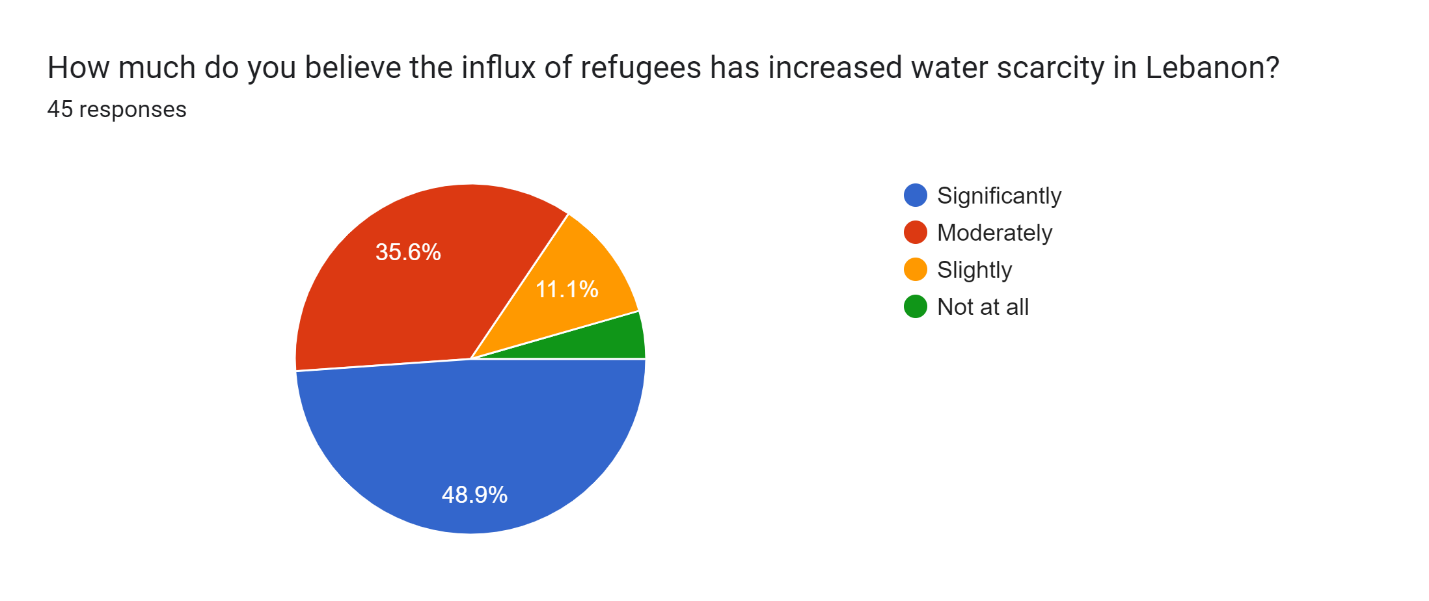 How much do you believe the influx of refugees has increased water scarcity in Lebanon?
45 responses
35.6%
11.1%
48.9%
Significantly
Moderately
Slightly
Not at all